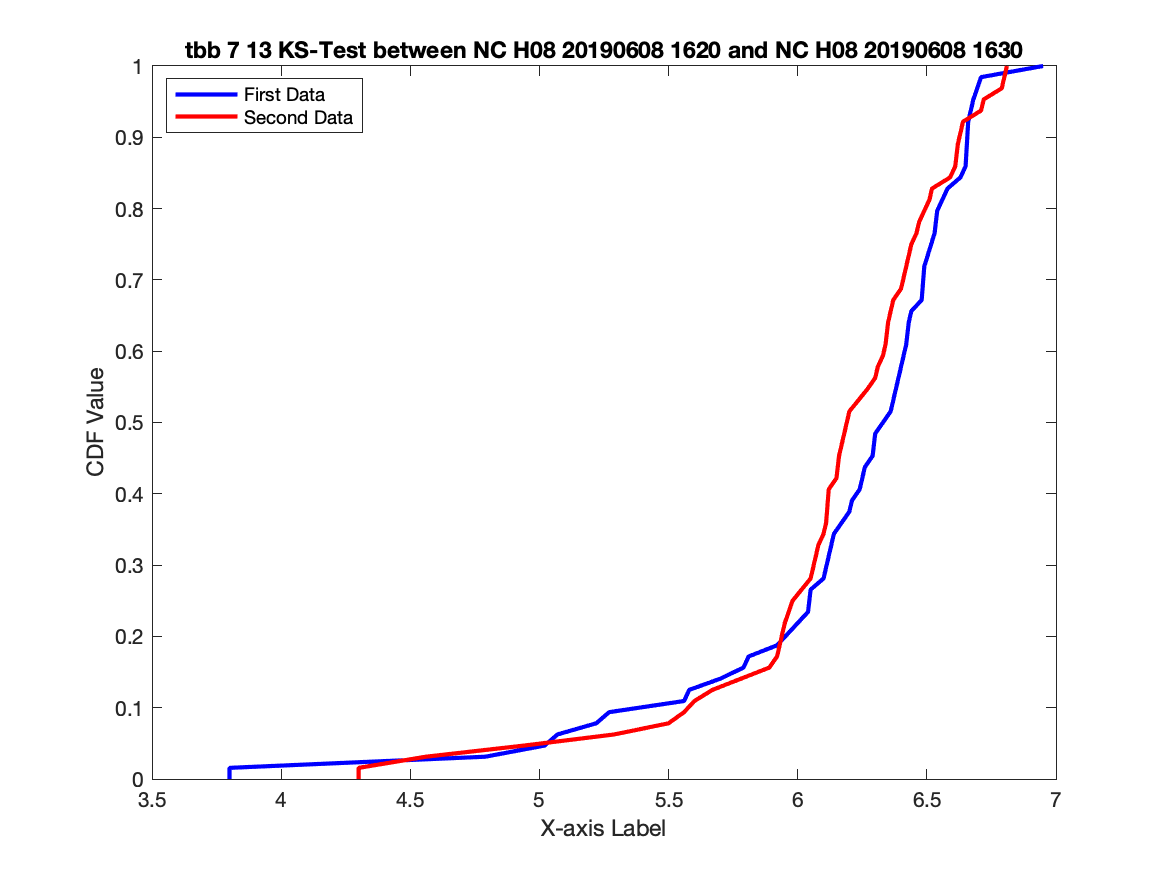 tbb 7 13 KS-Test between NC H08 20190608 1620 and NC H08 20190608 1630
First Data
Second Data
1
0.9
0.8
0.7
0.6
0.5
0.4
0.3
0.2
0.1
0
CDF Value
3.5 4 4.5 5 5.5 6 6.5 7
X-axis Label